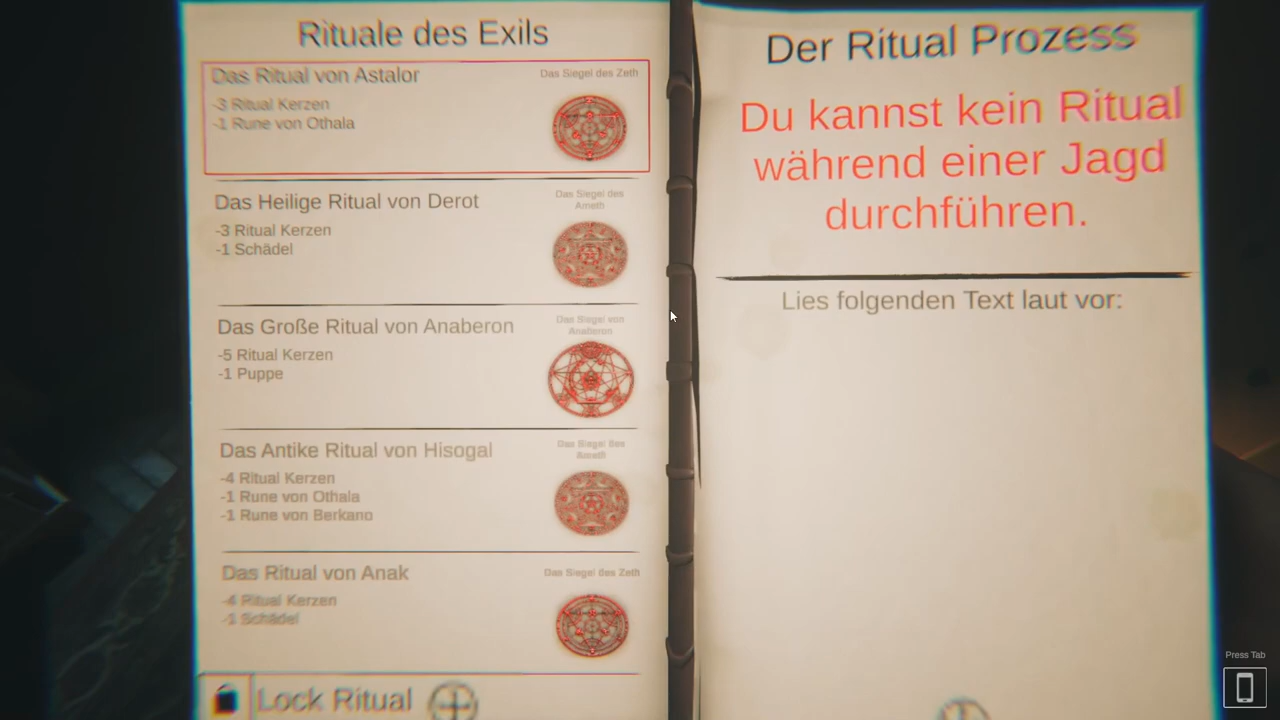 Rituale des Exils
Das Ritual von Astalor
Das Siegel des Zeth
-3 Ritual Kerzen
-1 Rune von Othala
Das Heilige Ritual von Derot
Das Siegel des
Ameth
-3 Ritual Kerzen
-1 Schädel
Das Große Ritual von Anaberon
Das Siegel von
Anaberon
-5 Ritual Kerzen
-1 Puppe
Das Antike Ritual von Hisogal
Das Siegel des
-4 Ritual Kerzen
-1 Rune von Othala
-1 Rune von Berkano
Das Ritual von Anak
Das Siegel des Zeth
-4 Ritual Kerzen
-1 Schädel
Lock Ritual
Der Ritual Prozess
Du kannst kein Ritual
während einer Jagd
durchführen.
Lies folgenden Text laut vor:
Press Tab